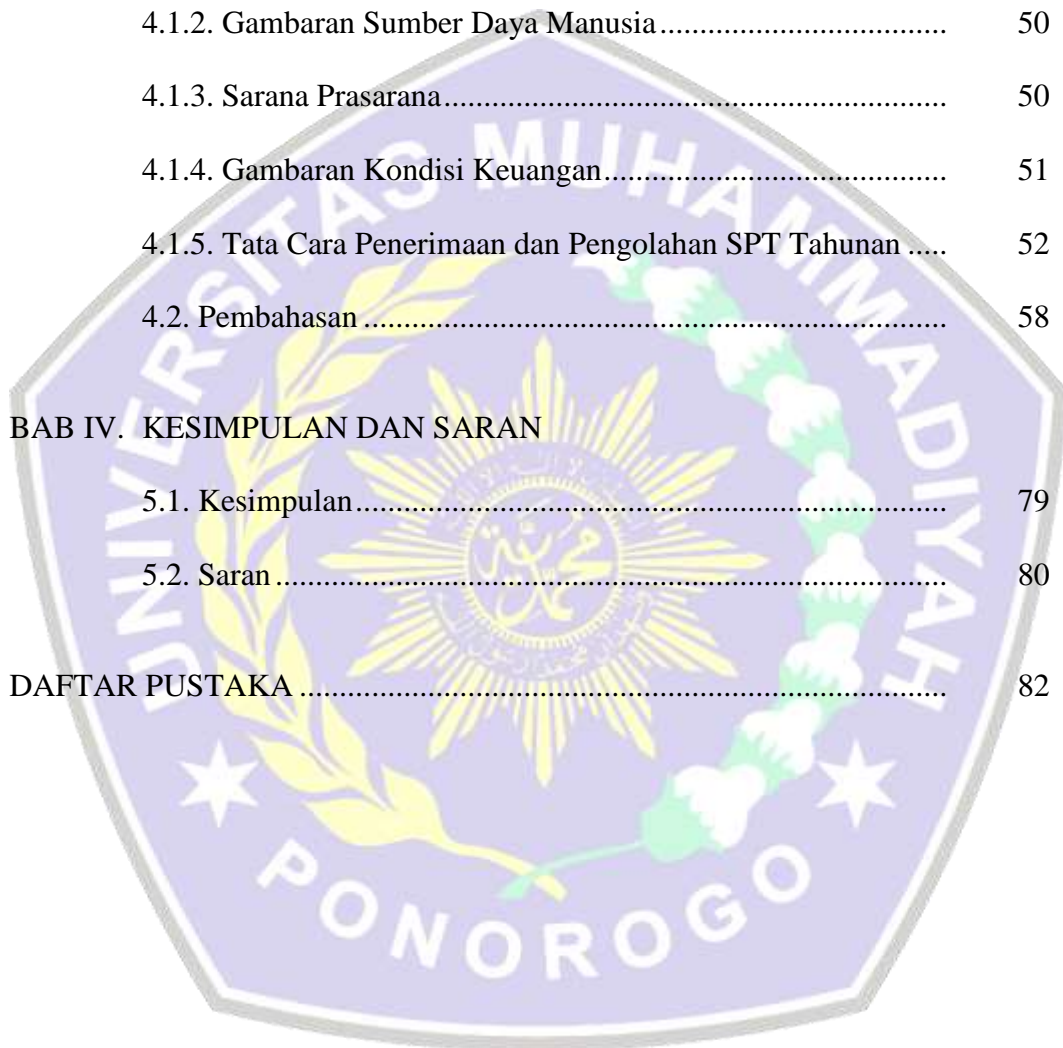 4.1.2. Gambaran Sumber Daya Manusia ................................ 50
4.1.3. Sarana Prasarana ............................................................. 50
4.1.4. Gambaran Kondisi Keuangan .......................................... 51
4.1.5. Tata Cara Penerimaan dan Pengolahan SPT Tahunan ..... 52
4.2. Pembahasan ....................................................................... 58
BAB IV. KESIMPULAN DAN SARAN
5.1. Kesimpulan ........................................................................ 79
5.2. Saran .................................................................................. 80
DAFTAR PUSTAKA ............................................................................... 82
UNIVERSITAS MUHAMMADIYAH
PONOROGO